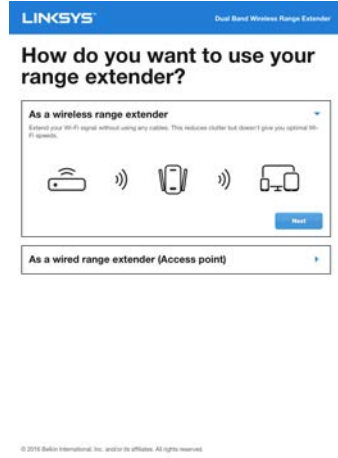 LINKSYS
Dual Band Wireless Range Extender
How do you want to use your
range extender?
As a wireless range extender
Extend your Wi-Fi signal without using any cables. This reduces clutter but doesn't give you optimal Wi-
Fi speeds.
Next
As a wired range extender (Access point)
© 2016 Belkin International, Inc. and/or its affiliates. All rights reserved.